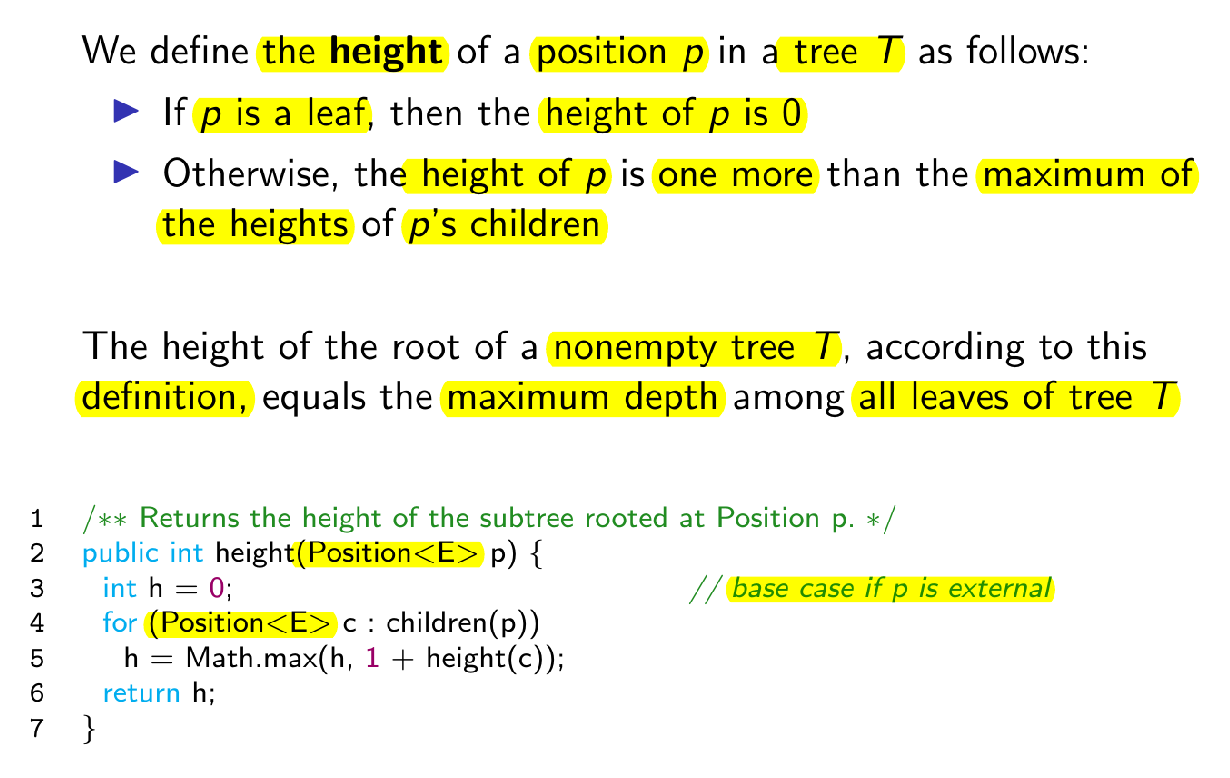 We define the height of a position p in a tree T as follows:
▶ If p is a leaf, then the height of p is 0
▶ Otherwise, the height of p is one more than the maximum of
the heights of p's children
The height of the root of a nonempty tree T, according to this
definition, equals the maximum depth among all leaves of tree T
1 /** Returns the height of the subtree rooted at Position p. */
2 public int height(Position<E> p) {
3 int h = 0; // base case if p is external
4 for (Position<E> c : children(p))
5 h = Math.max(h, 1 + height(c));
6 return h;
7 }